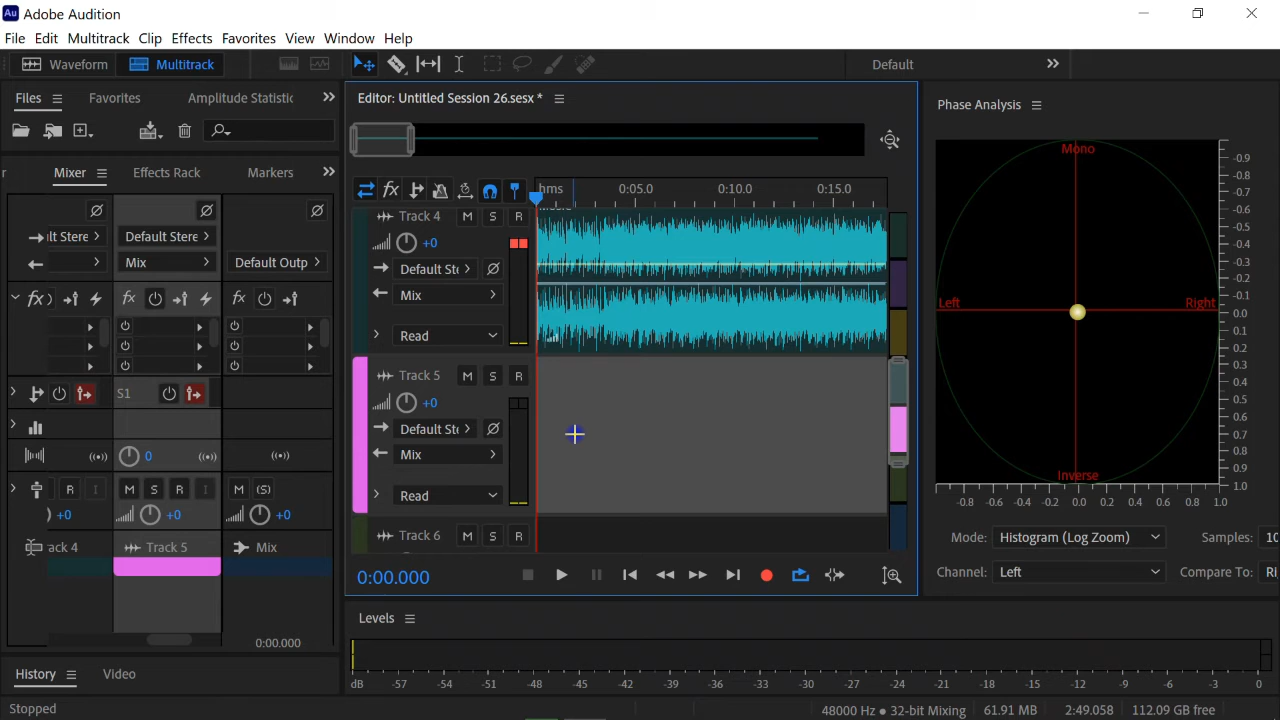 Au Adobe Audition
File Edit Multitrack Clip Effects Favorites View Window Help
Waveform Multitrack Default
Files Favorites Amplitude Statistic
Editor: Untitled Session 26.sesx *
Phase Analysis
r Mixer Effects Rack Markers
hms 0:05.0 0:10.0 0:15.0
Track 4 M S R
+0
Default St
Mix
Read
Track 5 M S R
+0
Default St
Mix
Read
Track 6 M S R
lt Stere Default Stere
Mix Default Outp
fx fx fx
S1
0
R I M S R I M (S)
+0 +0 +0
ack 4 Track 5 Mix
0:00.000
0:00.000
Mono
Left Right
Inverse
-0.9
-0.8
-0.7
-0.6
-0.5
-0.4
-0.3
-0.2
-0.1
0.0
0.1
0.2
0.3
0.4
0.5
0.6
0.7
0.8
0.9
1.0
-0.8 -0.6 -0.4 -0.2 0.0 0.2 0.4 0.6 0.8 1.0
Mode: Histogram (Log Zoom) Samples: 10
Channel: Left Compare To: Ri
Levels
dB -57 -54 -51 -48 -45 -42 -39 -36 -33 -30 -27 -24 -21 -18 -15 -12 -9 -6 -3 0
History Video
Stopped
48000 Hz ● 32-bit Mixing 61.91 MB 2:49.058 112.09 GB free